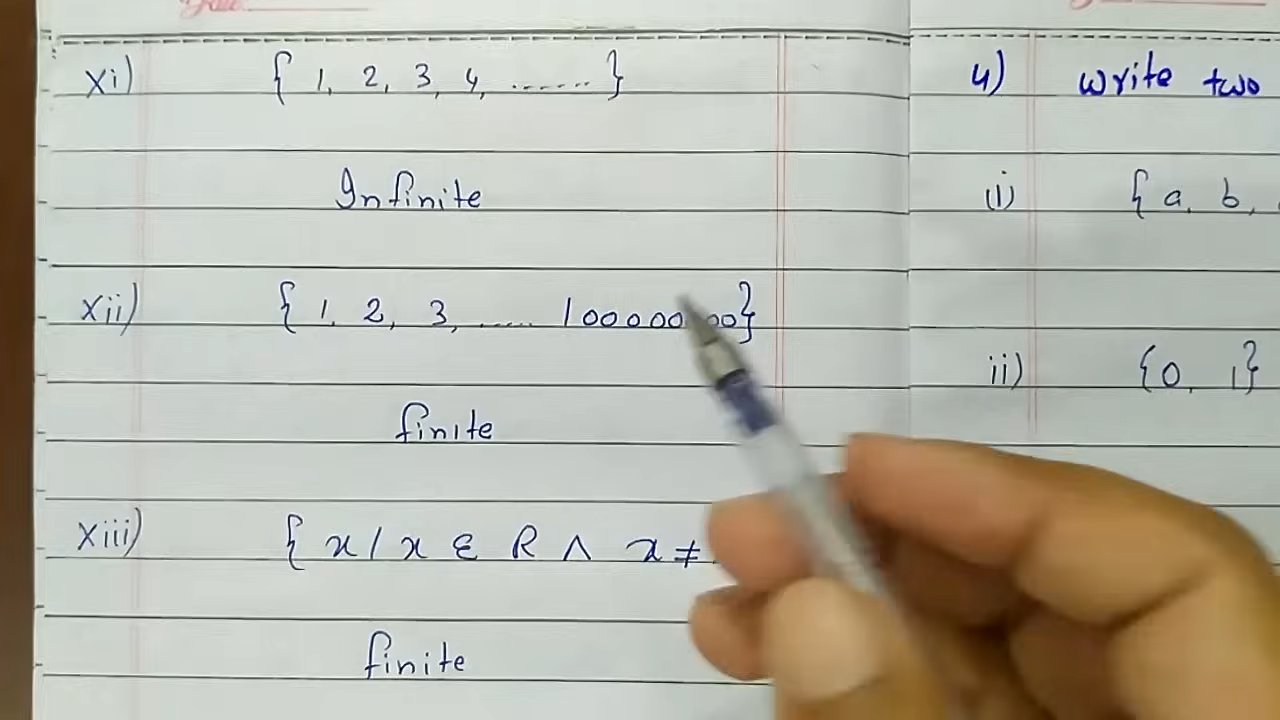 xi) { 1, 2, 3, 4, ...... }
Infinite
xii) { 1, 2, 3, ..... 100000
finite
xiii) { x / x ∈ R ∧ x ≠
finite
4) write two
(i) { a, b,
ii) {0, 1}